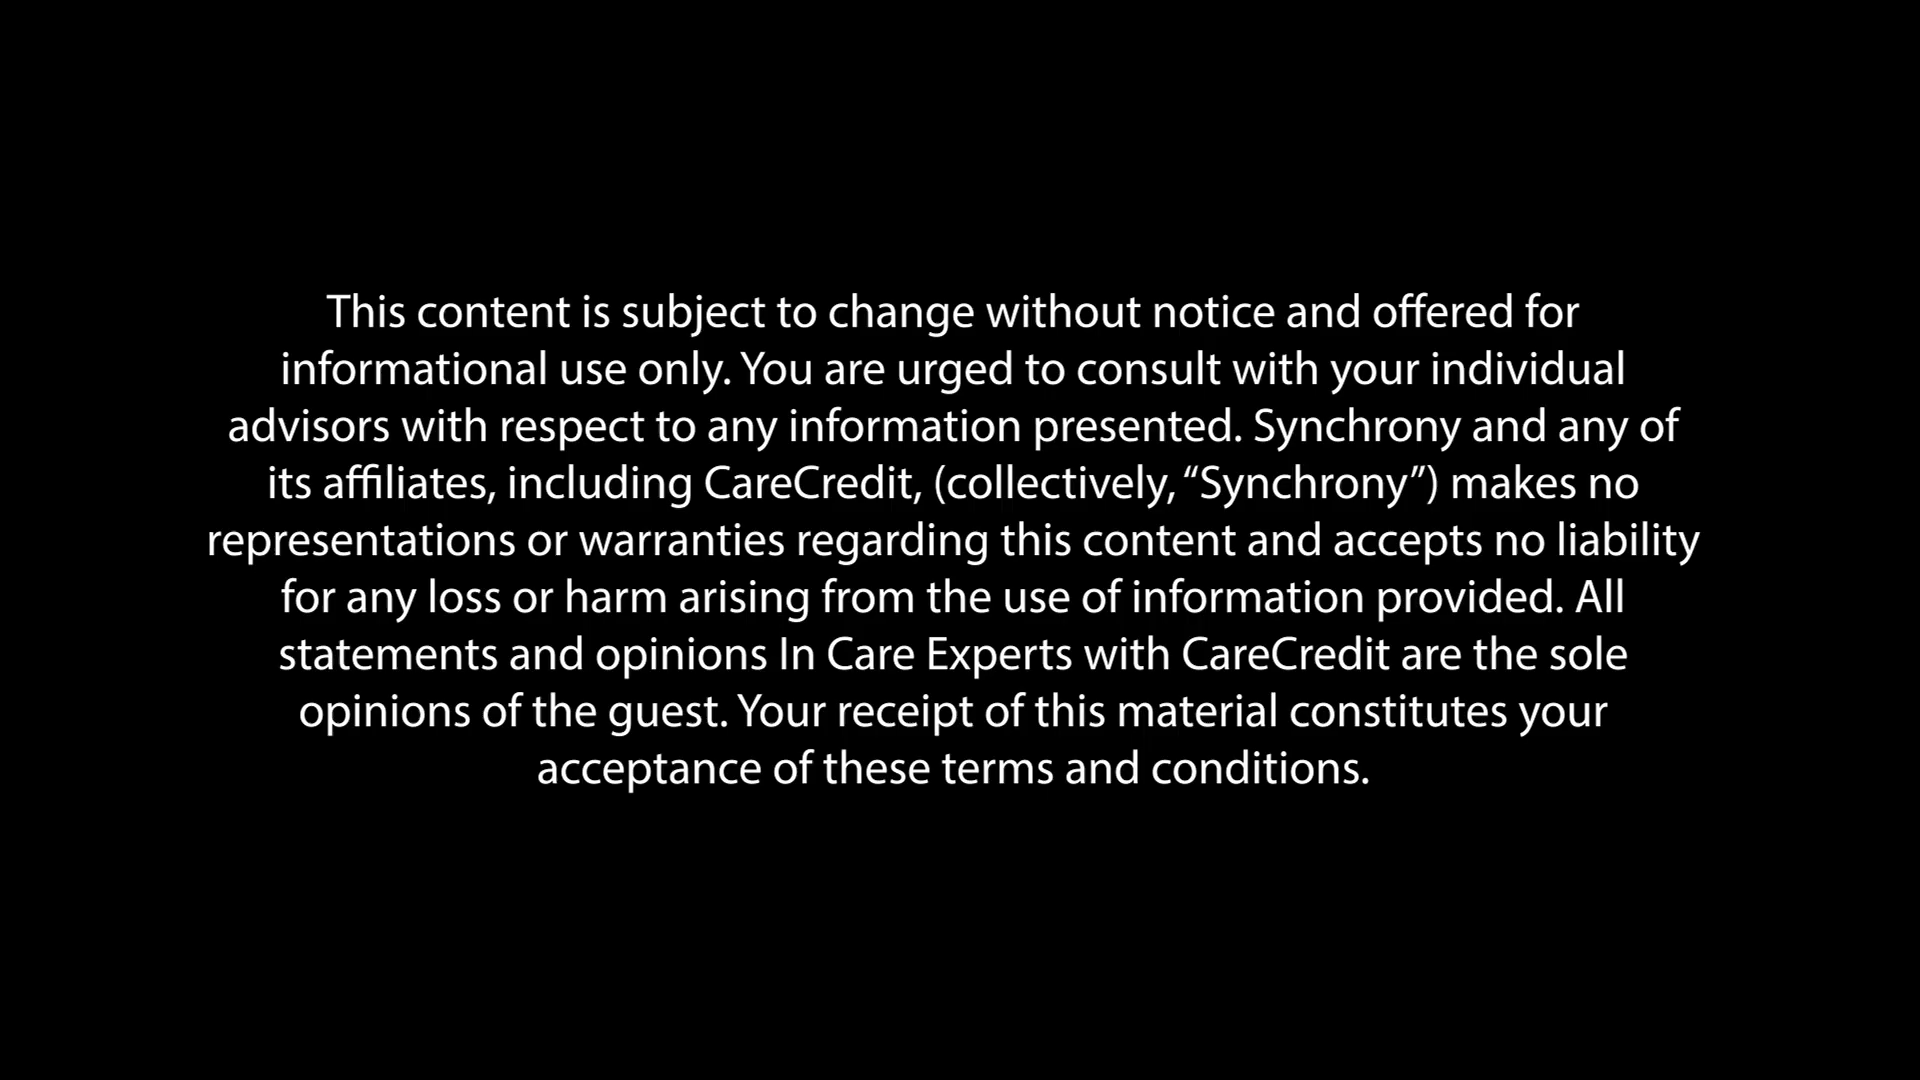 This content is subject to change without notice and offered for
informational use only. You are urged to consult with your individual
advisors with respect to any information presented. Synchrony and any of
its affiliates, including CareCredit, (collectively, “Synchrony”) makes no
representations or warranties regarding this content and accepts no liability
for any loss or harm arising from the use of information provided. All
statements and opinions In Care Experts with CareCredit are the sole
opinions of the guest. Your receipt of this material constitutes your
acceptance of these terms and conditions.